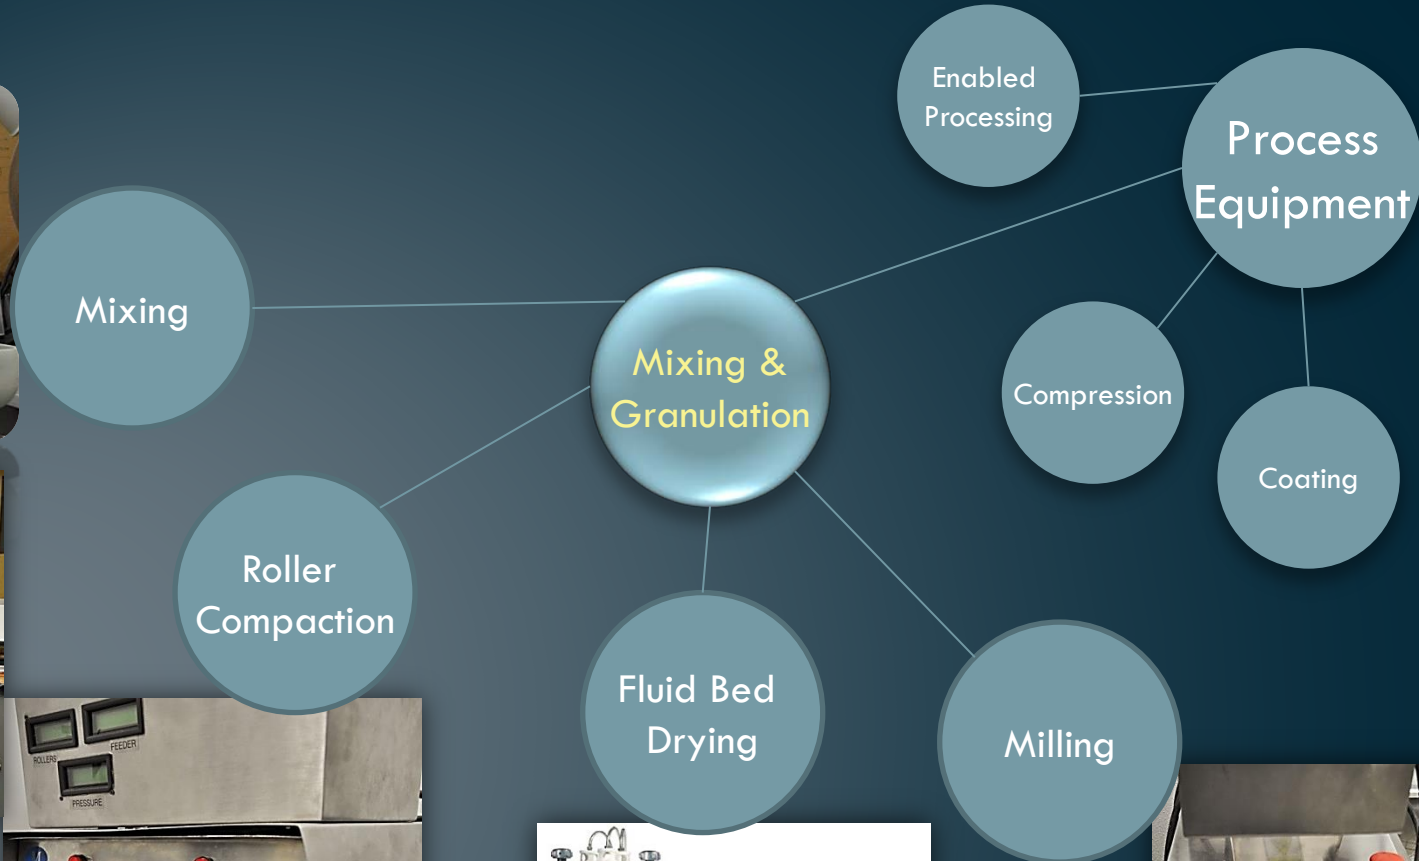 Enabled
Processing
Process
Equipment
Mixing
Mixing &
Granulation
Compression
Coating
Roller
Compaction
Fluid Bed
Drying
Milling
FEEDER
ROLLERS
PRESSURE